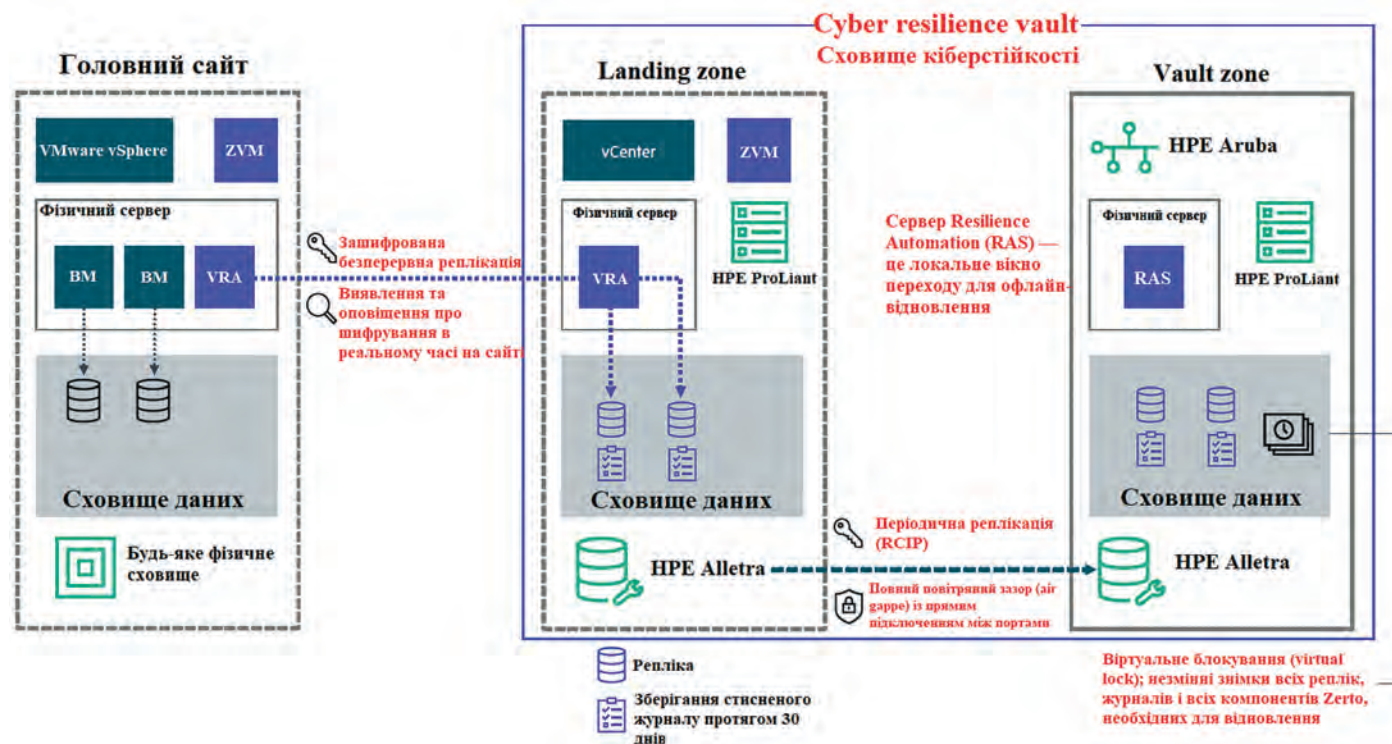 Cyber resilience vault
Сховище кіберстійкості
Головний сайт
VMware vSphere
ZVM
Фізичний сервер
ВМ
ВМ
VRA
Сховище даних
Будь-яке фізичне
сховище
Зашифрована
безперервна реплікація
Виявлення та
оповіщення про
шифрування в
реальному часі на сайті
Landing zone
vCenter
ZVM
Фізичний сервер
VRA
HPE ProLiant
Сховище даних
HPE Alletra
Сервер Resilience
Automation (RAS) —
це локальне вікно
переходу для офлайн-
відновлення
Періодична реплікація
(RCIP)
Повний повітряний зазор (air
gappe) із прямим
підключенням між портами
Vault zone
HPE Aruba
Фізичний сервер
RAS
HPE ProLiant
Сховище даних
HPE Alletra
Репліка
Зберігання стисненого
журналу протягом 30
днів
Віртуальне блокування (virtual
lock); незмінні знімки всіх реплік,
журналів і всіх компонентів Zerto,
необхідних для відновлення